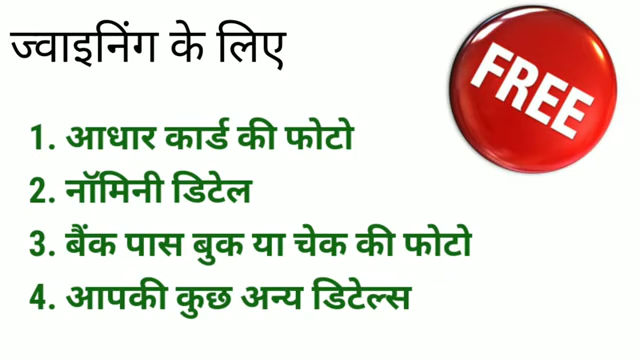 ज्वाइनिंग के लिए
FREE
1. आधार कार्ड की फोटो
2. नॉमिनी डिटेल
3. बैंक पास बुक या चेक की फोटो
4. आपकी कुछ अन्य डिटेल्स